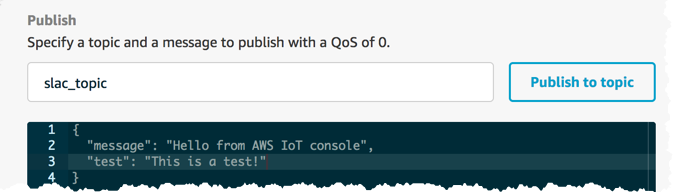 Publish
Specify a topic and a message to publish with a QoS of 0.
slac_topic
Publish to topic
1 {
2 "message": "Hello from AWS IoT console",
3 "test": "This is a test!"
4 }